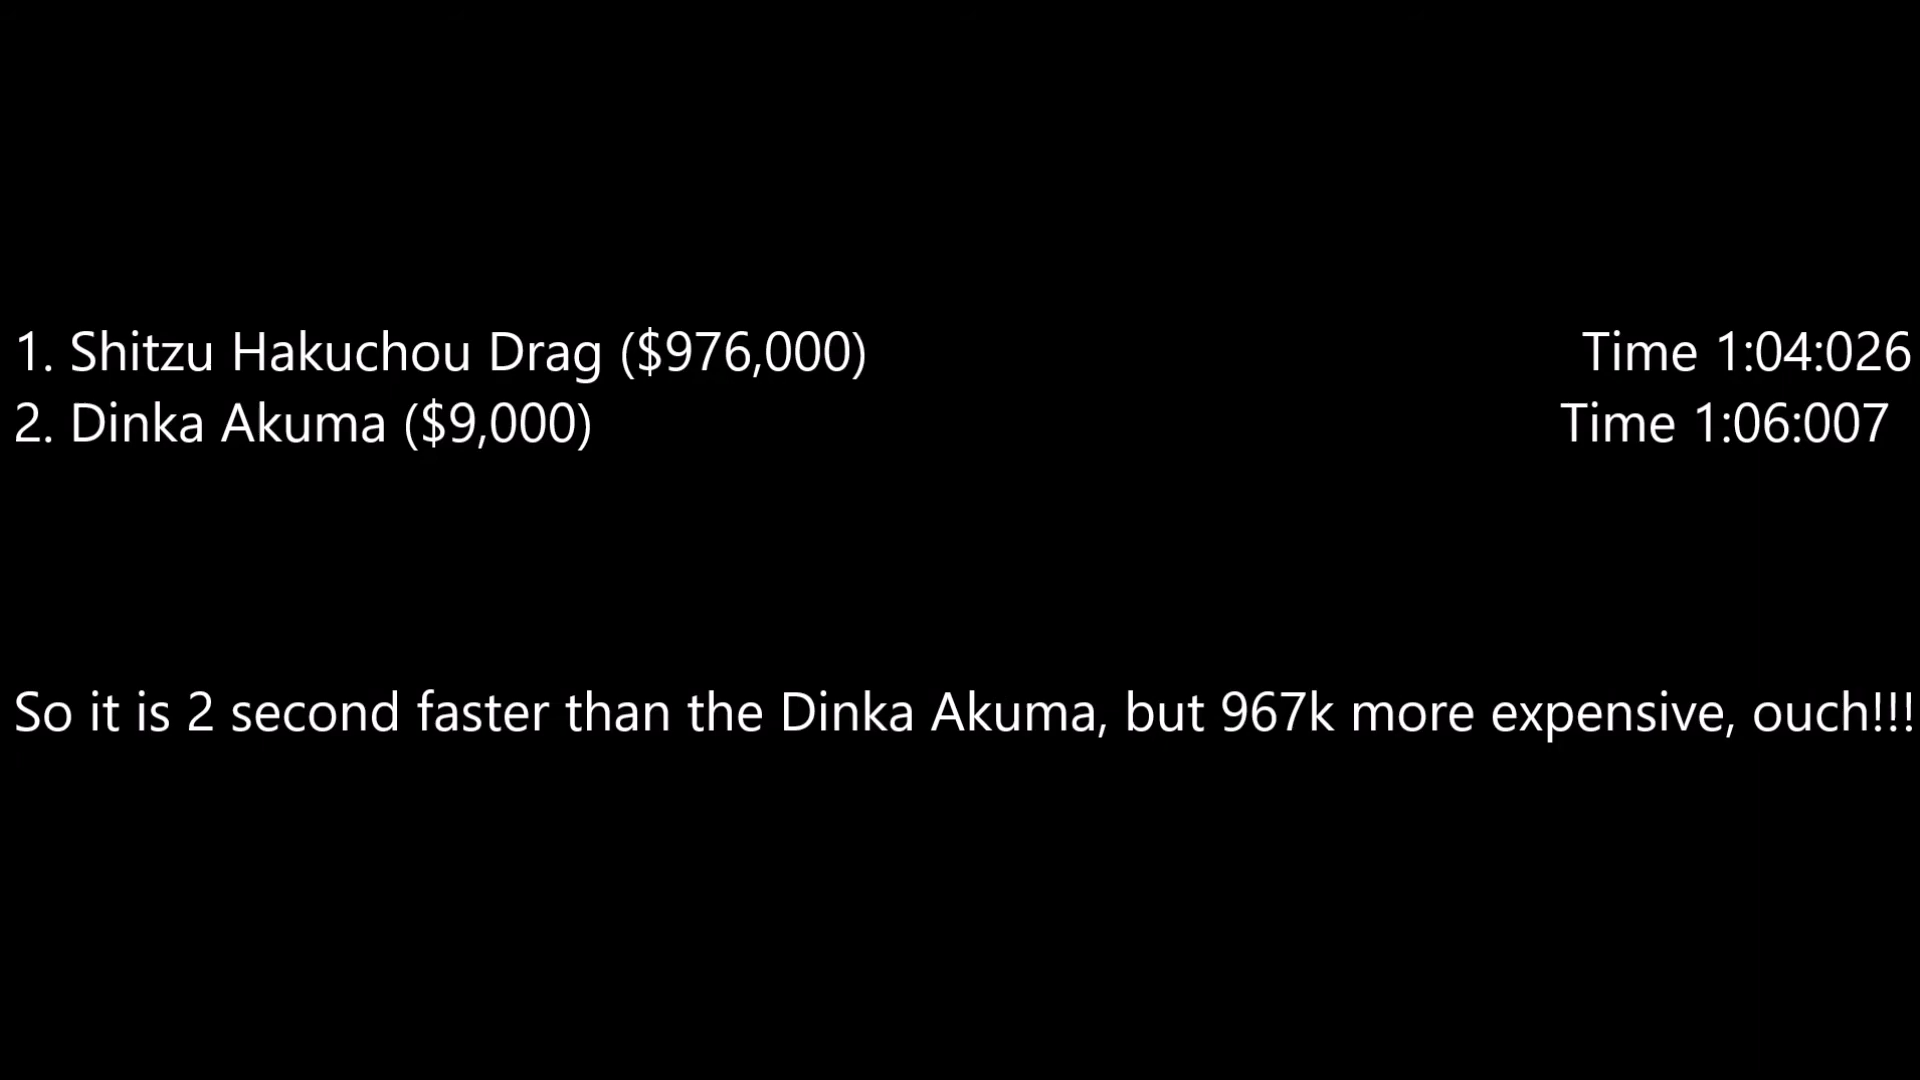 1. Shitzu Hakuchou Drag ($976,000) Time 1:04:026
2. Dinka Akuma ($9,000) Time 1:06:007
So it is 2 second faster than the Dinka Akuma, but 967k more expensive, ouch!!!